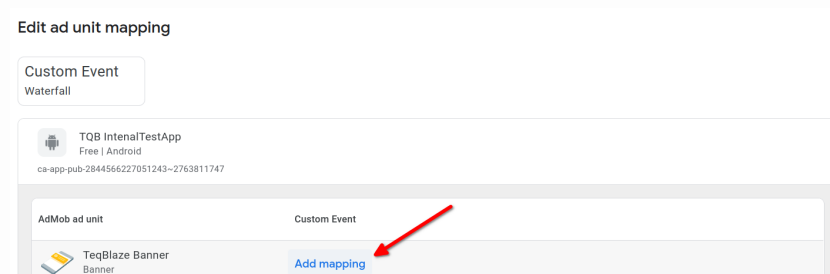 Edit ad unit mapping
Custom Event
Waterfall
TQB IntenalTestApp
Free | Android
ca-app-pub-2844566227051243~2763811747
AdMob ad unit Custom Event
TeqBlaze Banner
Banner Add mapping